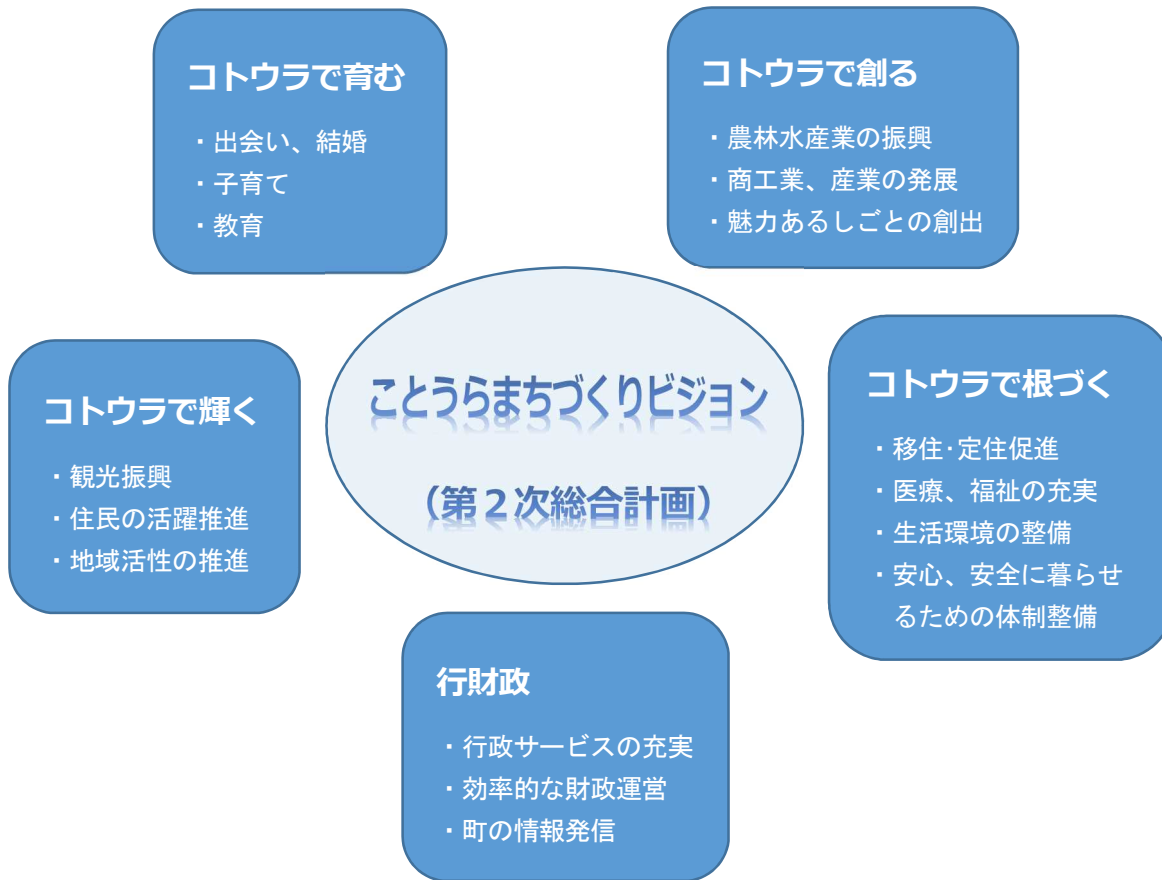 コトウラで育む
・出会い、結婚
・子育て
・教育
コトウラで創る
・農林水産業の振興
・商工業、産業の発展
・魅力あるしごとの創出
ことうらまちづくりビジョン
（第２次総合計画）
コトウラで輝く
・観光振興
・住民の活躍推進
・地域活性の推進
コトウラで根づく
・移住･定住促進
・医療、福祉の充実
・生活環境の整備
・安心、安全に暮らせ
るための体制整備
行財政
・行政サービスの充実
・効率的な財政運営
・町の情報発信